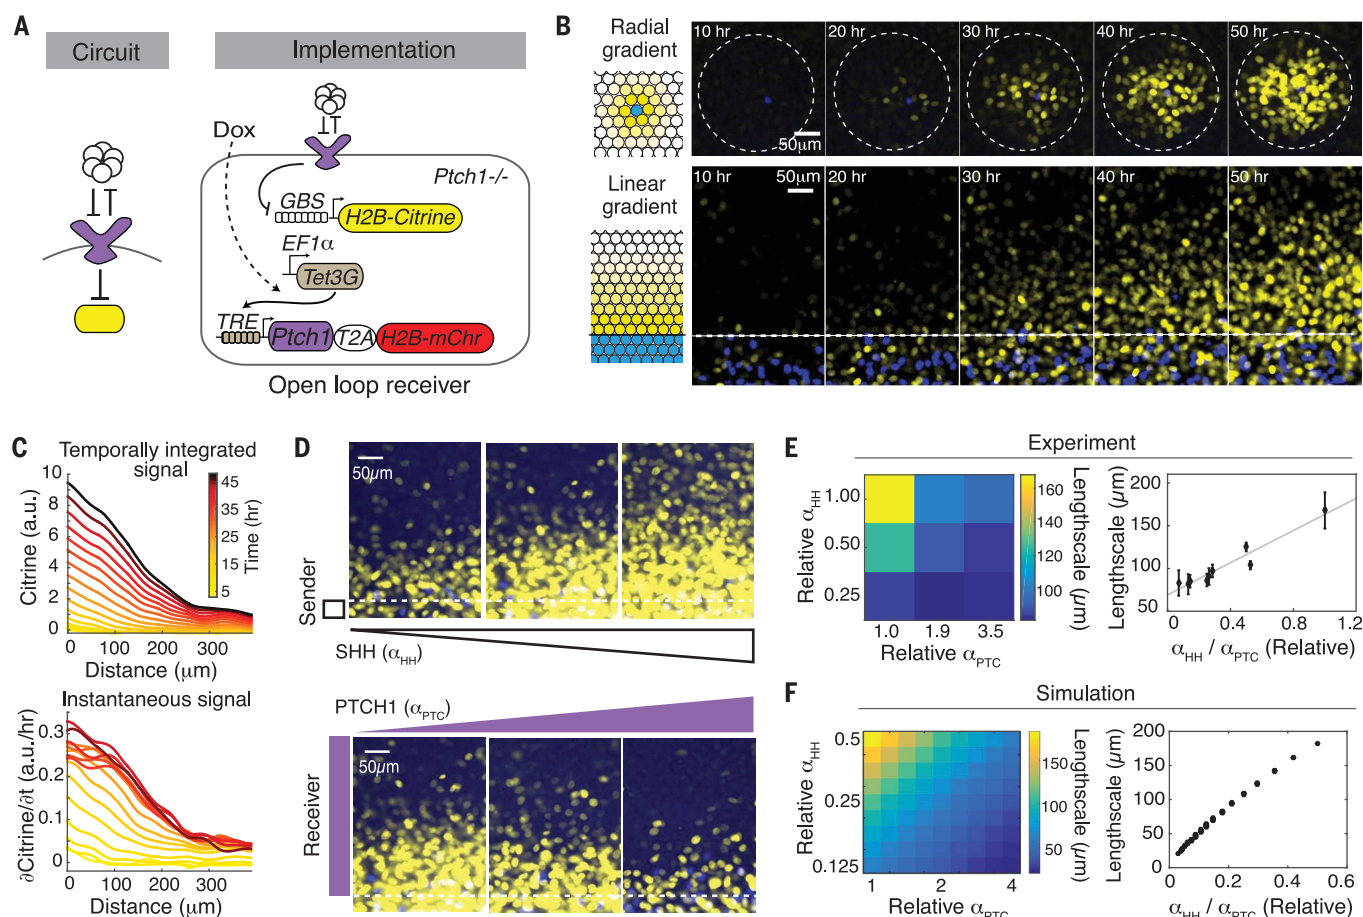 A
Circuit
Implementation
Dox
Ptch1-/-
GBS
H2B-Citrine
EF1α
Tet3G
TRE
Ptch1
T2A
H2B-mChr
Open loop receiver
B
Radial
gradient
10 hr
20 hr
30 hr
40 hr
50 hr
50μm
Linear
gradient
10 hr
50μm
20 hr
30 hr
40 hr
50 hr
C
Temporally integrated
signal
Citrine (a.u.)
10
8
6
4
2
0
45
35
25
15
5
Time (hr)
0 100 200 300
Distance (μm)
Instantaneous signal
∂Citrine/∂t (a.u./hr)
0.3
0.2
0.1
0
0 100 200 300
Distance (μm)
D
50μm
Sender
SHH (αHH)
PTCH1 (αPTC)
50μm
Receiver
E
Experiment
Relative αHH
1.00
0.50
0.25
1.0 1.9 3.5
Relative αPTC
160
140
120
100
Lengthscale (μm)
Lengthscale (μm)
200
150
100
50
0 0.4 0.8 1.2
αHH / αPTC (Relative)
F
Simulation
Relative αHH
0.5
0.25
0.125
1 2 4
Relative αPTC
150
100
50
Lengthscale (μm)
Lengthscale (μm)
200
150
100
50
0
0 0.2 0.4 0.6
αHH / αPTC (Relative)